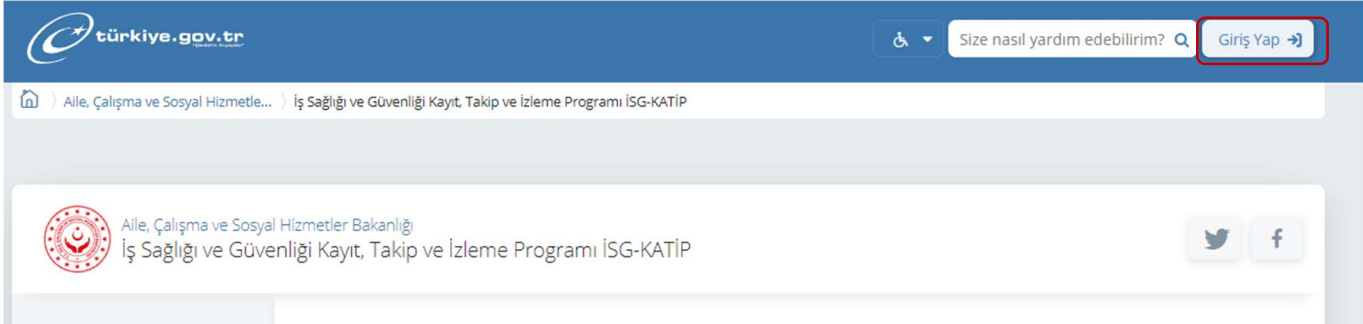 türkiye.gov.tr
Size nasıl yardım edebilirim?
Giriş Yap
Aile, Çalışma ve Sosyal Hizmetle...
İş Sağlığı ve Güvenliği Kayıt, Takip ve İzleme Programı İSG-KATİP
Aile, Çalışma ve Sosyal Hizmetler Bakanlığı
İş Sağlığı ve Güvenliği Kayıt, Takip ve İzleme Programı İSG-KATİP